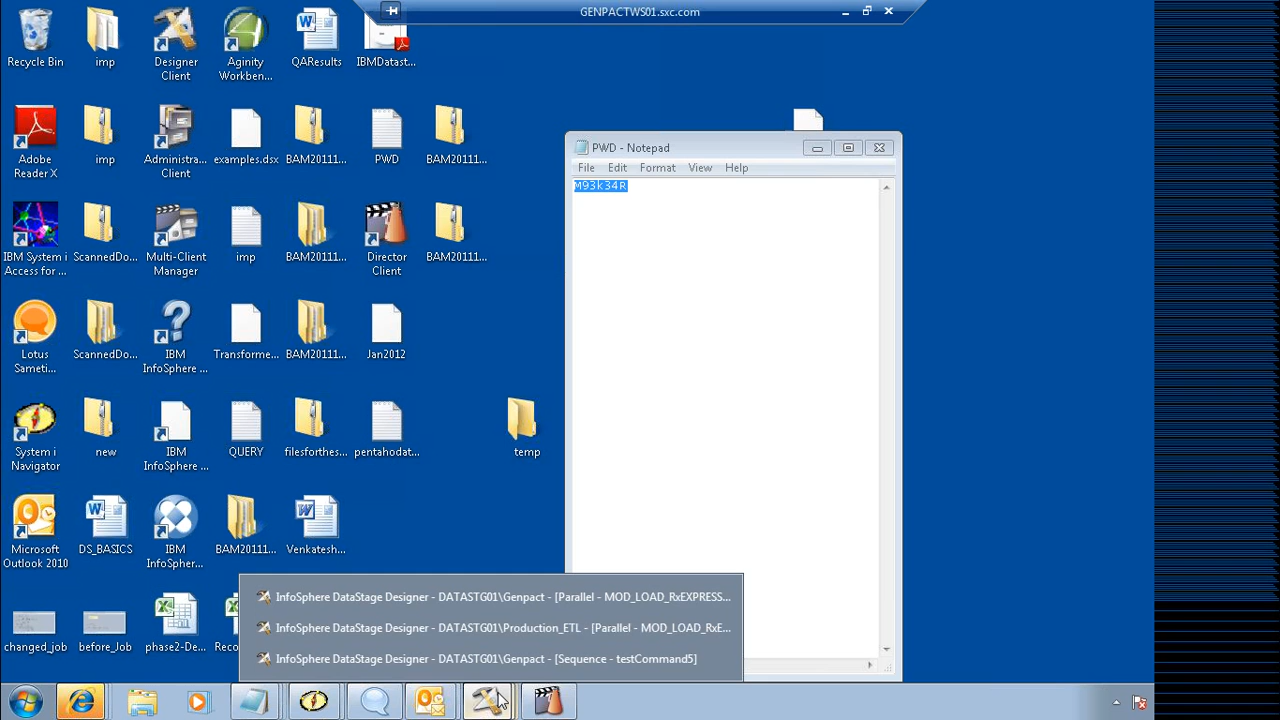 GENPACTWS01.sxc.com
Recycle Bin
imp
Designer Client
Aginity Workben...
QAResults
IBMDatast...
Adobe Reader X
imp
Administra... Client
examples.dsx
BAM20111...
PWD
BAM20111...
IBM System i Access for ...
ScannedDo...
Multi-Client Manager
imp
BAM20111...
Director Client
BAM20111...
Lotus Sameti...
ScannedDo...
IBM InfoSphere ...
Transforme...
BAM20111...
Jan2012
System i Navigator
new
IBM InfoSphere ...
QUERY
filesforthes...
pentahodat...
temp
Microsoft Outlook 2010
DS_BASICS
IBM InfoSpher...
BAM20111...
Venkatesh...
changed_job
before_Job
phase2-De...
Reco
PWD - Notepad
File Edit Format View Help
M93k34R
InfoSphere DataStage Designer - DATASTG01\Genpact - [Parallel - MOD_LOAD_RxEXPRESS...
InfoSphere DataStage Designer - DATASTG01\Production_ETL - [Parallel - MOD_LOAD_RxE...
InfoSphere DataStage Designer - DATASTG01\Genpact - [Sequence - testCommand5]